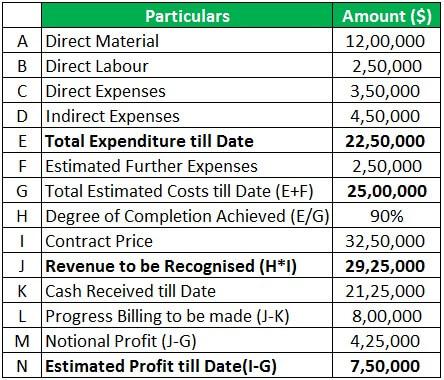 Particulars Amount ($)
A Direct Material 12,00,000
B Direct Labour 2,50,000
C Direct Expenses 3,50,000
D Indirect Expenses 4,50,000
E Total Expenditure till Date 22,50,000
F Estimated Further Expenses 2,50,000
G Total Estimated Costs till Date (E+F) 25,00,000
H Degree of Completion Achieved (E/G) 90%
I Contract Price 32,50,000
J Revenue to be Recognised (H*I) 29,25,000
K Cash Received till Date 21,25,000
L Progress Billing to be made (J-K) 8,00,000
M Notional Profit (J-G) 4,25,000
N Estimated Profit till Date(I-G) 7,50,000